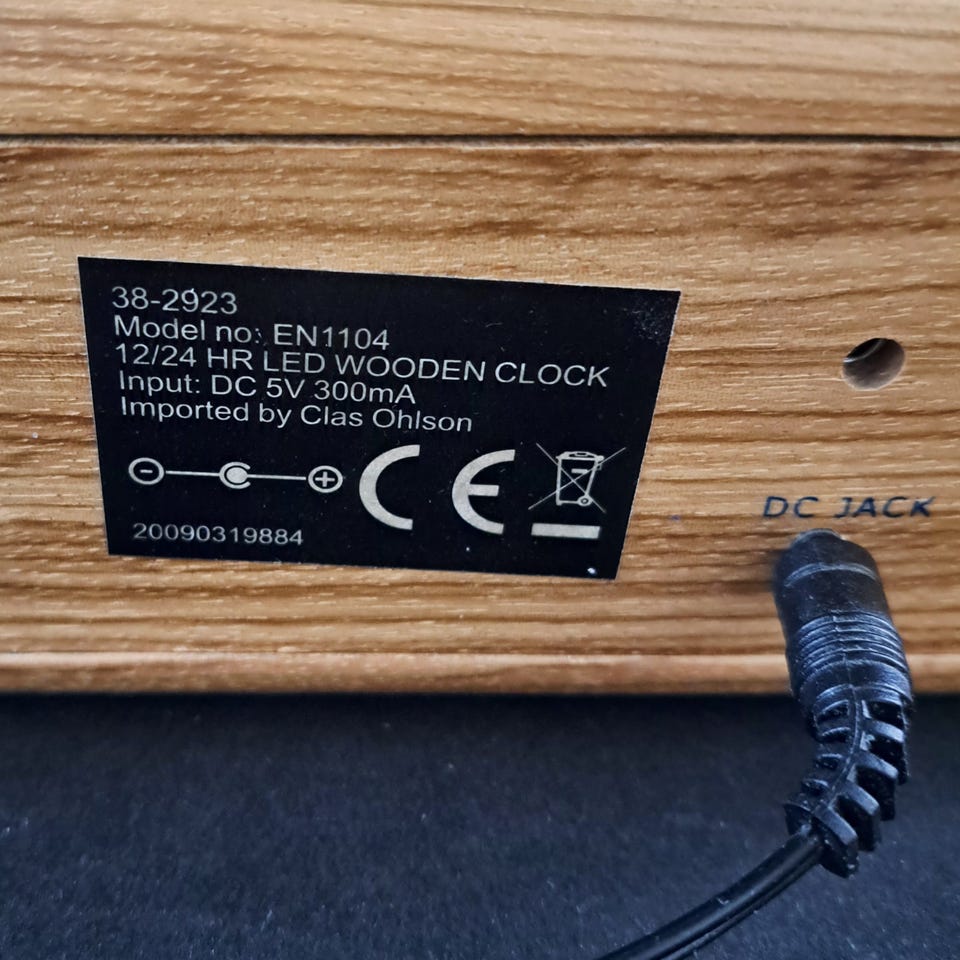 38-2923
Model no: EN1104
12/24 HR LED WOODEN CLOCK
Input: DC 5V 300mA
Imported by Clas Ohlson
- +
CE
20090319884
DC JACK